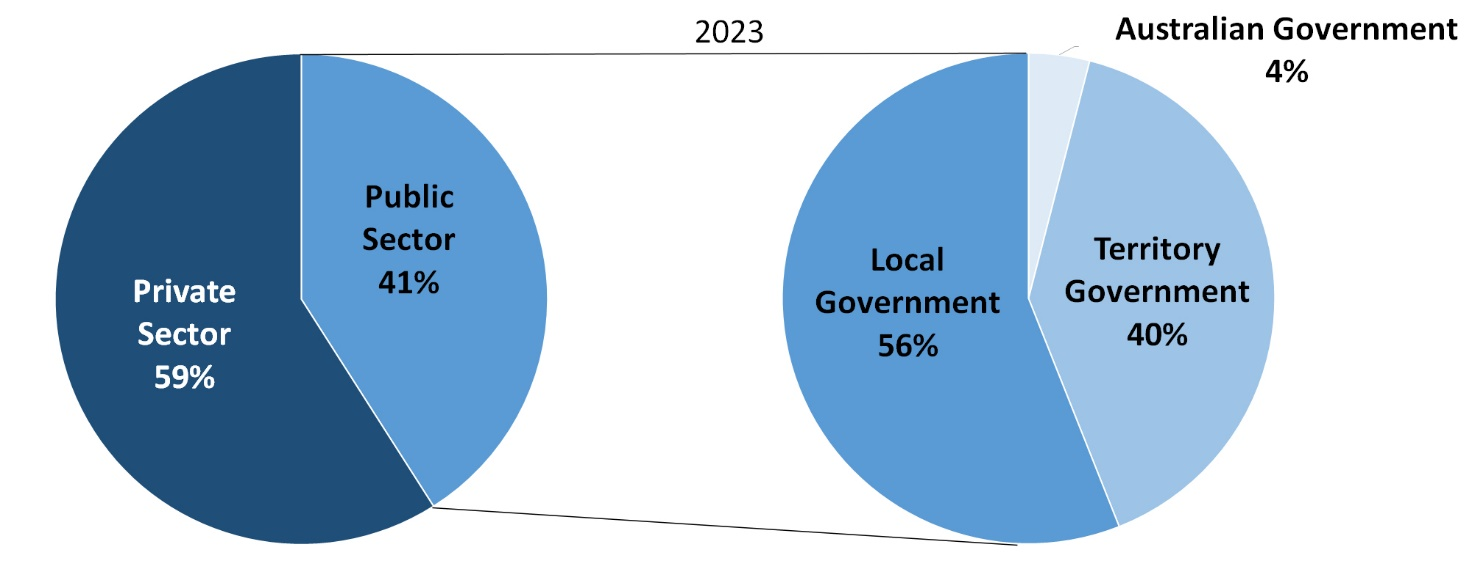 2023
Australian Government
4%
Public
Sector
41%
Private
Sector
59%
Local
Government
56%
Territory
Government
40%